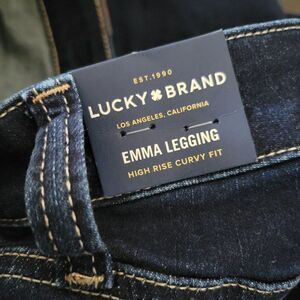 EST.1990
LUCKY BRAND
LOS ANGELES, CALIFORNIA
EMMA LEGGING
HIGH RISE CURVY FIT